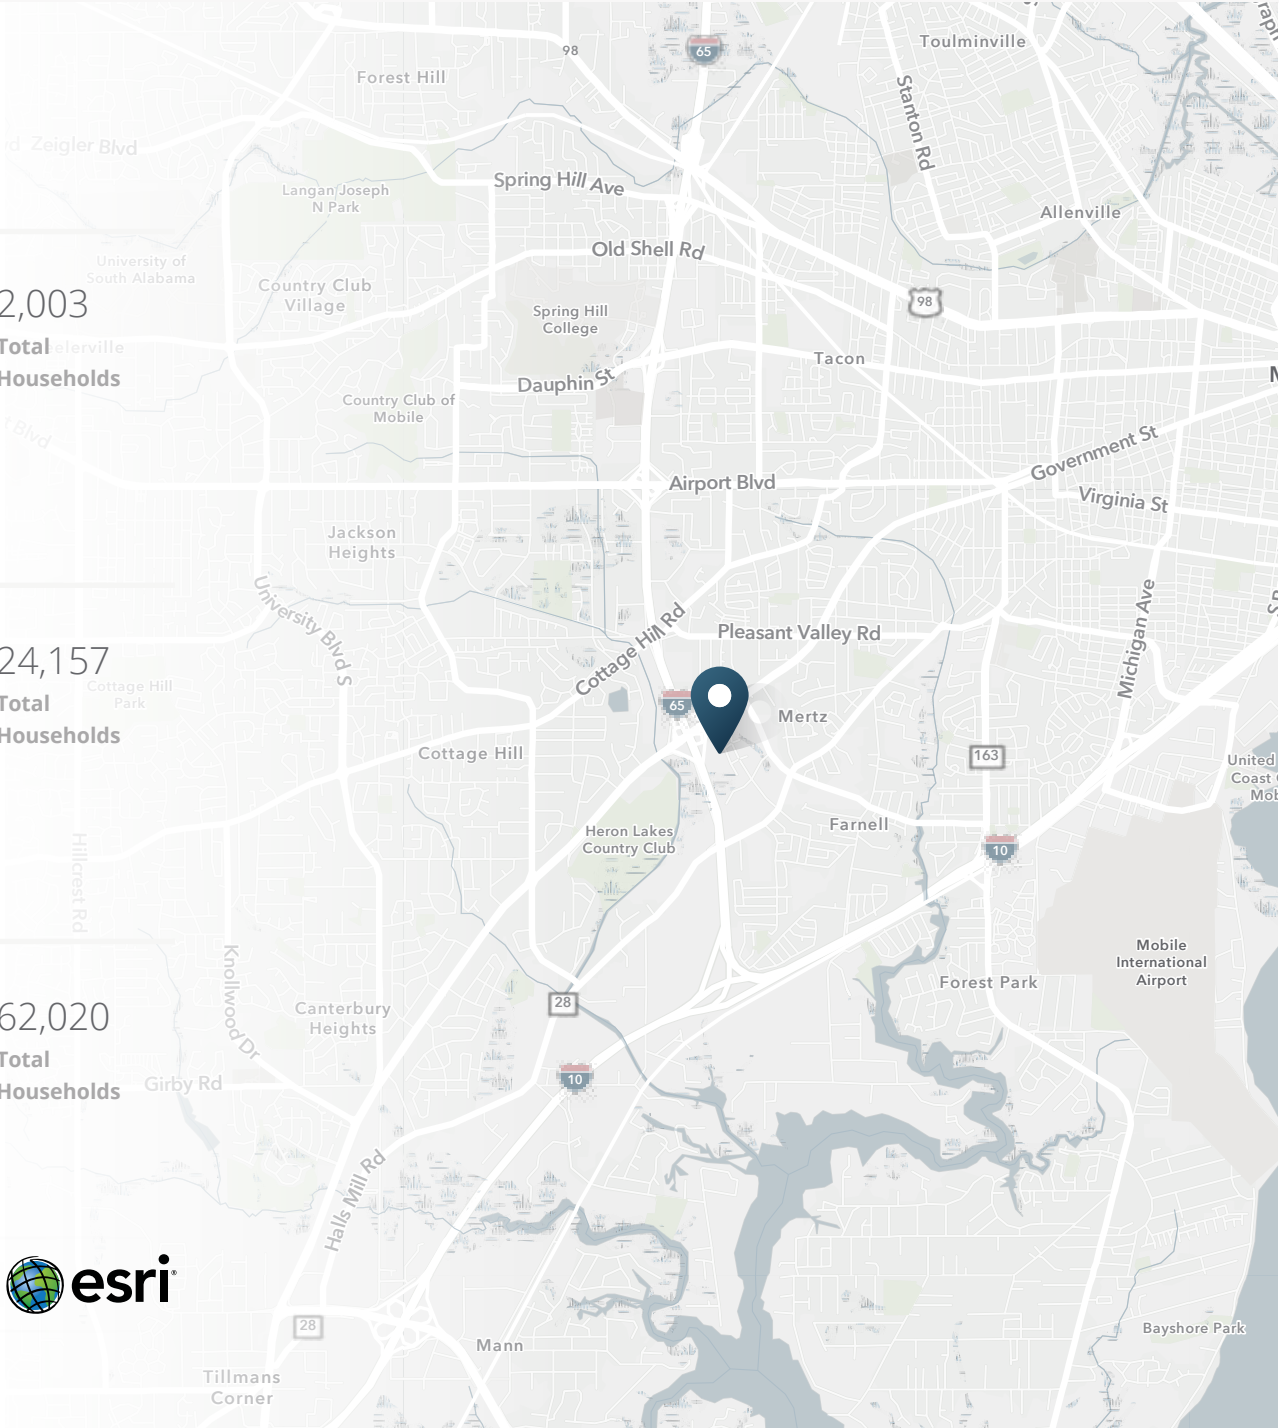 Toulminville
98
65
Forest Hill
Stanton Rd
Zeigler Blvd
Spring Hill Ave
Langan Joseph
N Park
Allenville
Old Shell Rd
University of
South Alabama
Country Club
Village
2,003
98
Spring Hill
College
Total
elerville
Tacon
Households
Dauphin St
Country Club of
Mobile
Blvd
Government St
Airport Blvd
Virginia St
Jackson
Heights
University Blvd S
Cottage Hill Rd
Pleasant Valley Rd
Michigan Ave
24,157
Total
Cottage Hill
Park
Households
65
Mertz
Cottage Hill
163
United
Coast
Farnell
Heron Lakes
Country Club
10
Hillcrest Rd
Mobile
International
Airport
Knollwood Dr
Forest Park
62,020
Canterbury
Heights
28
Total
Households
Girby Rd
10
Halls Mill Rd
esri
28
Mann
Bayshore Park
Tillmans
Corner